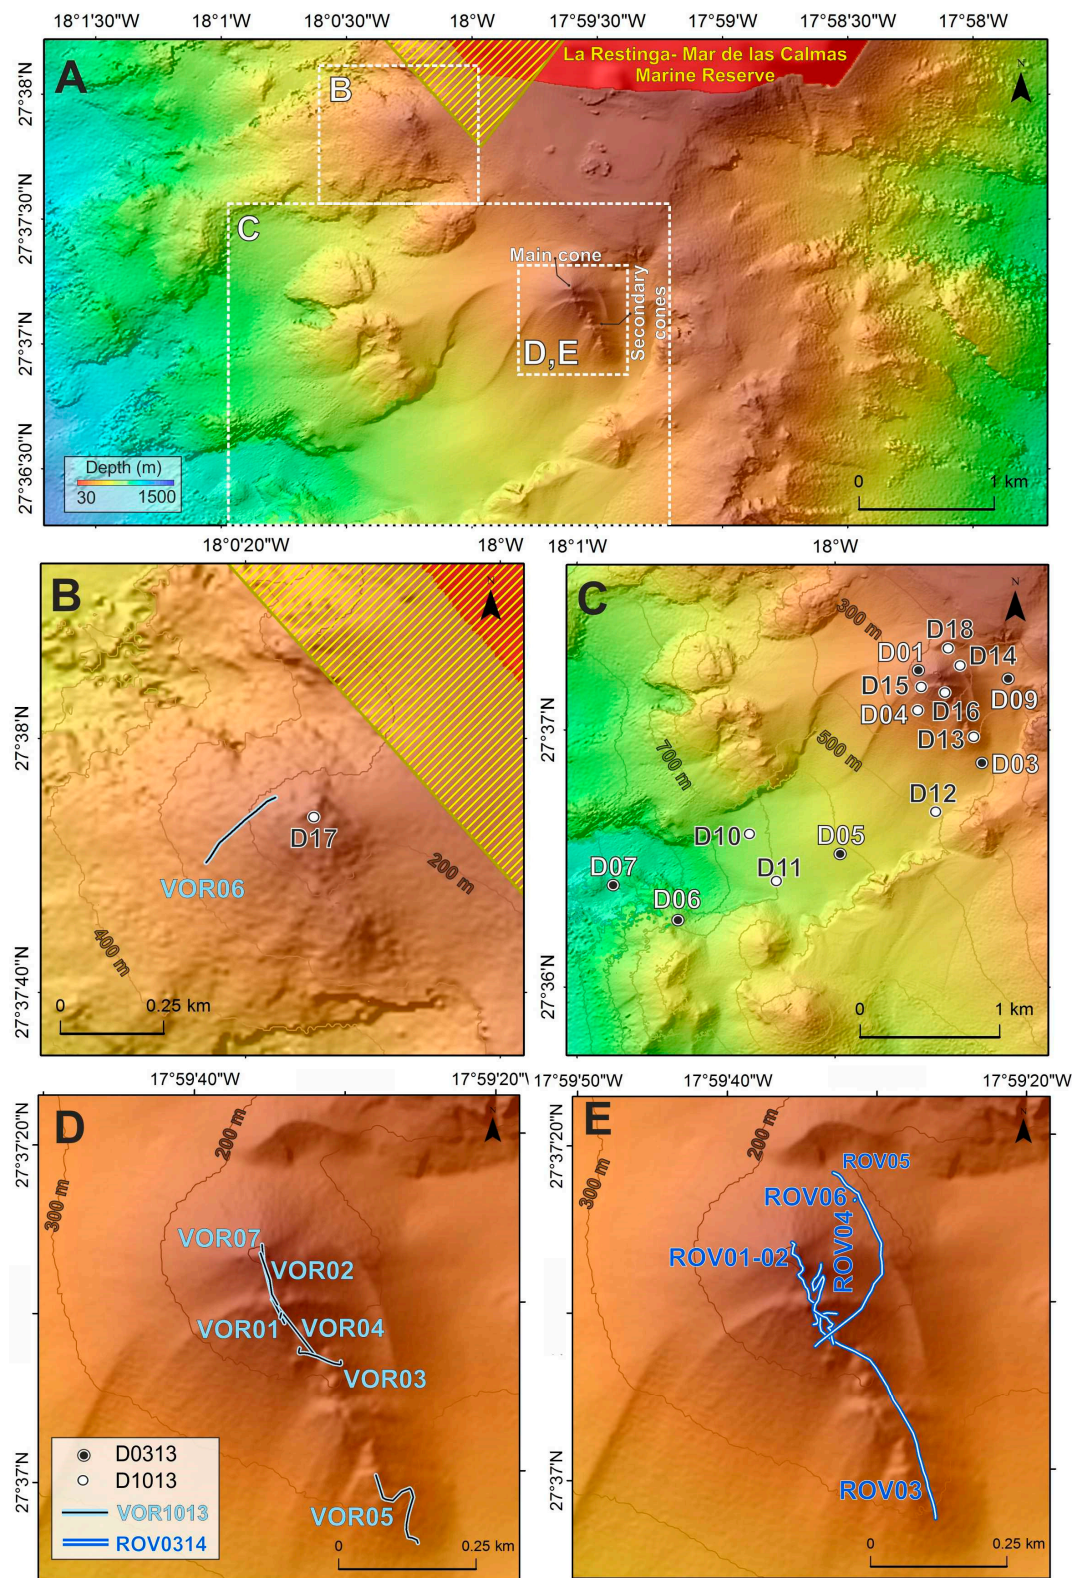 18°1'30"W 18°1'W 18°0'30"W 18°W 17°59'30"W 17°59'W 17°58'30"W 17°58'W
A
La Restinga- Mar de las Calmas
Marine Reserve
N
27°38'N
B
27°37'30"N
C
Main cone
Secondary
cones
27°37'N
D,E
27°36'30"N
Depth (m)
30 1500
0 1 km
18°0'20"W 18°W
B
N
27°38'N
D17
VOR06
200 m
400 m
27°37'40"N
0 0.25 km
18°1'W 18°W
C
N
300 m
D18
D01
D14
D15
D09
D04
D16
27°37'N
D13
500 m
700 m
D03
D12
D10
D05
D11
D07
D06
27°36'N
0 1 km
17°59'40"W 17°59'20"W
D
N
200 m
27°37'20"N
300 m
VOR07
VOR02
VOR01
VOR04
VOR03
27°37'N
VOR05
D0313
D1013
VOR1013
ROV0314
0 0.25 km
17°59'50"W 17°59'40"W 17°59'20"W
E
N
200 m
27°37'20"N
300 m
ROV05
ROV06
ROV04
ROV01-02
27°37'N
ROV03
0 0.25 km